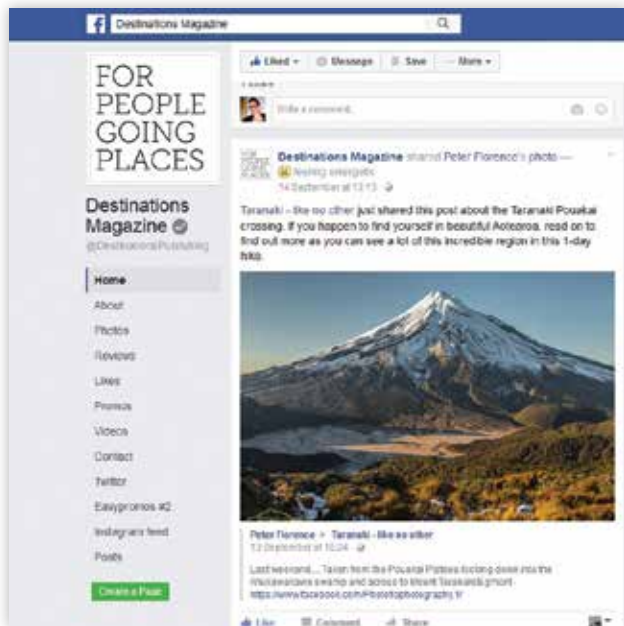 Destinations Magazine
Liked Message Save More
FOR
PEOPLE
GOING
PLACES
Write a comment...
FOR
PEOPLE
GOING
PLACES
Destinations Magazine shared Peter Florence's photo —
feeling energetic
14 September at 13:13
Destinations
Magazine
@DestinationsPublishing
Home
About
Photos
Reviews
Likes
Promos
Videos
Contact
Twitter
Easypromos #2
Instagram feed
Posts
Create a Page
Taranaki - like no other just shared this post about the Taranaki Pouakai
crossing. If you happen to find yourself in beautiful Aotearoa, read on to
find out more as you can see a lot of this incredible region in this 1-day
hike.
Peter Florence > Taranaki - like no other
13 September at 10:24
Last weekend... Taken from the Pouakai Plateau looking down into the
swamp and across to Mount Taranaki
Like Comment Share